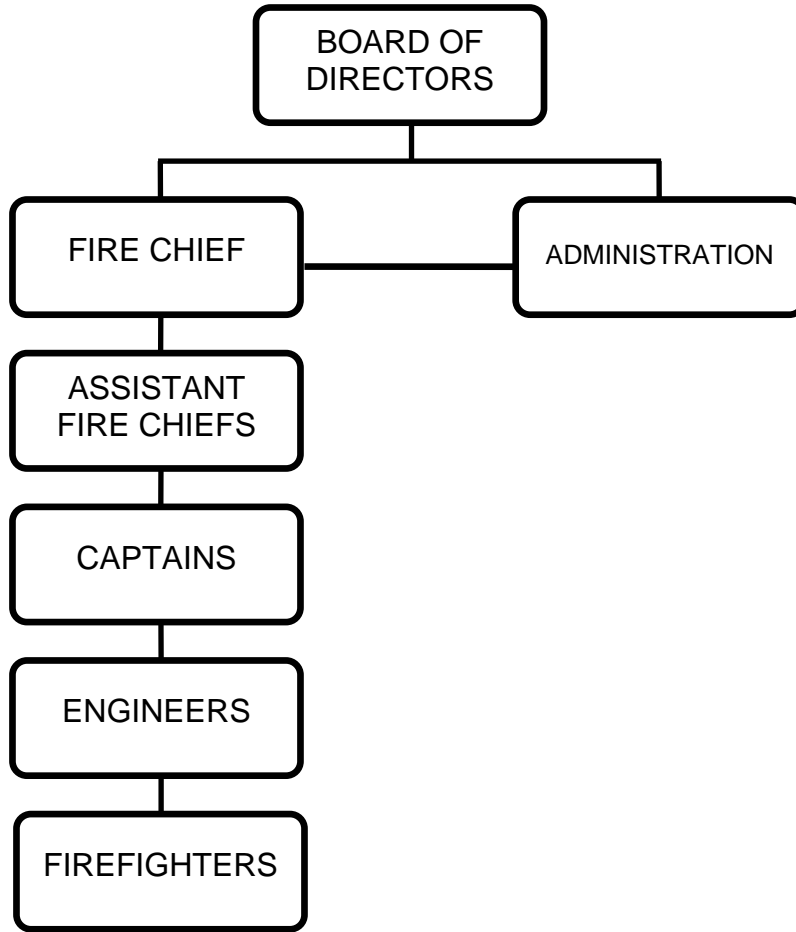 BOARD OF
DIRECTORS
FIRE CHIEF
ADMINISTRATION
ASSISTANT
FIRE CHIEFS
CAPTAINS
ENGINEERS
FIREFIGHTERS